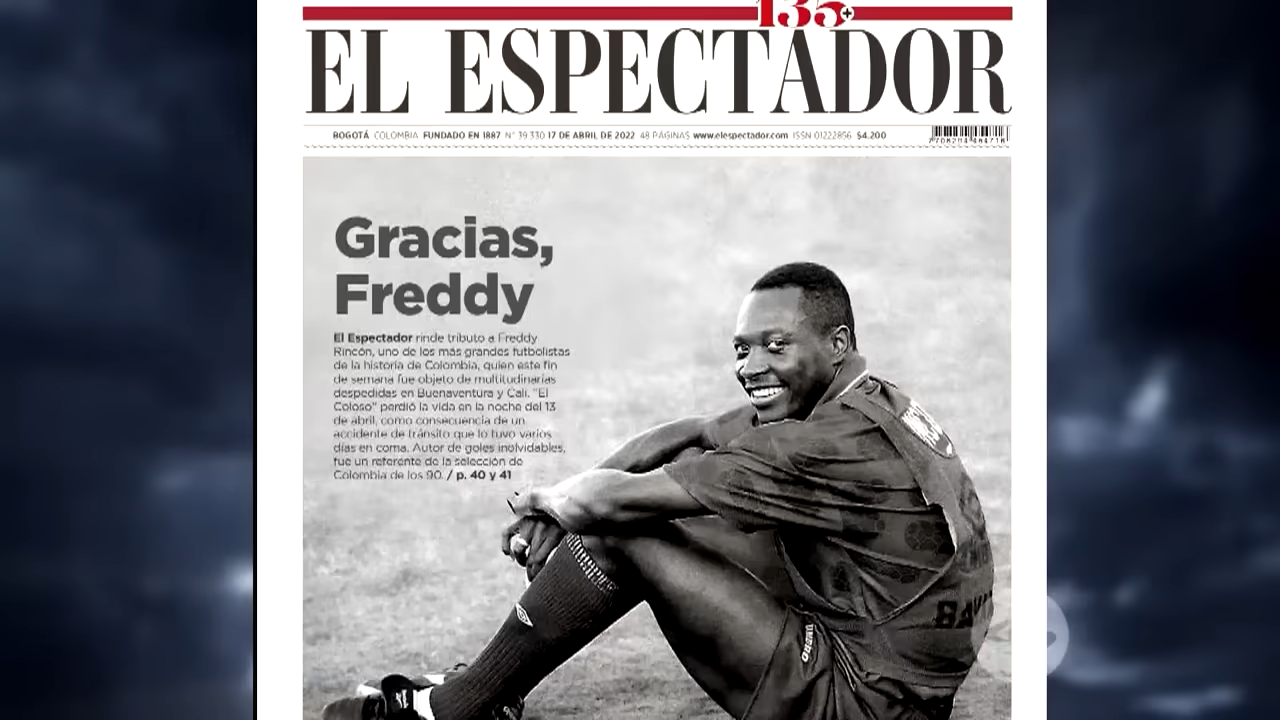 135+
EL ESPECTADOR
BOGOTÁ COLOMBIA FUNDADO EN 1887 N° 39.330 17 DE ABRIL DE 2022 48 PÁGINAS www.elespectador.com ISSN 01222856 $4.200
Gracias,
Freddy
El Espectador rinde tributo a Freddy
Rincón, uno de los más grandes futbolistas
de la historia de Colombia, quien este fin
de semana fue objeto de multitudinarias
despedidas en Buenaventura y Cali. "El
Coloso" perdió la vida en la noche del 13
de abril, como consecuencia de un
accidente de tránsito que lo tuvo varios
días en coma. Autor de goles inolvidables,
fue un referente de la selección de
Colombia de los 90. / p. 40 y 41
UMBRO